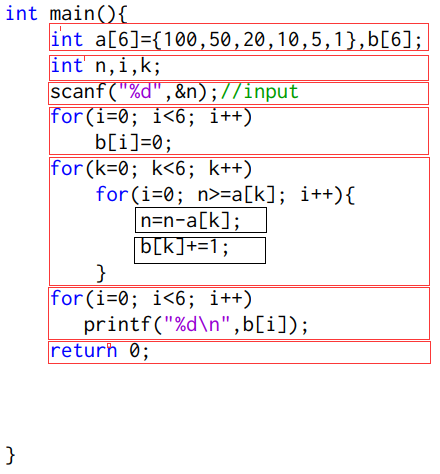 int main(){
int a[6]={100,50,20,10,5,1},b[6];
int n,i,k;
scanf("%d",&n);//input
for(i=0; i<6; i++)
b[i]=0;
for(k=0; k<6; k++)
for(i=0; n>=a[k]; i++){
n=n-a[k];
b[k]+=1;
}
for(i=0; i<6; i++)
printf("%d\n",b[i]);
return 0;
}